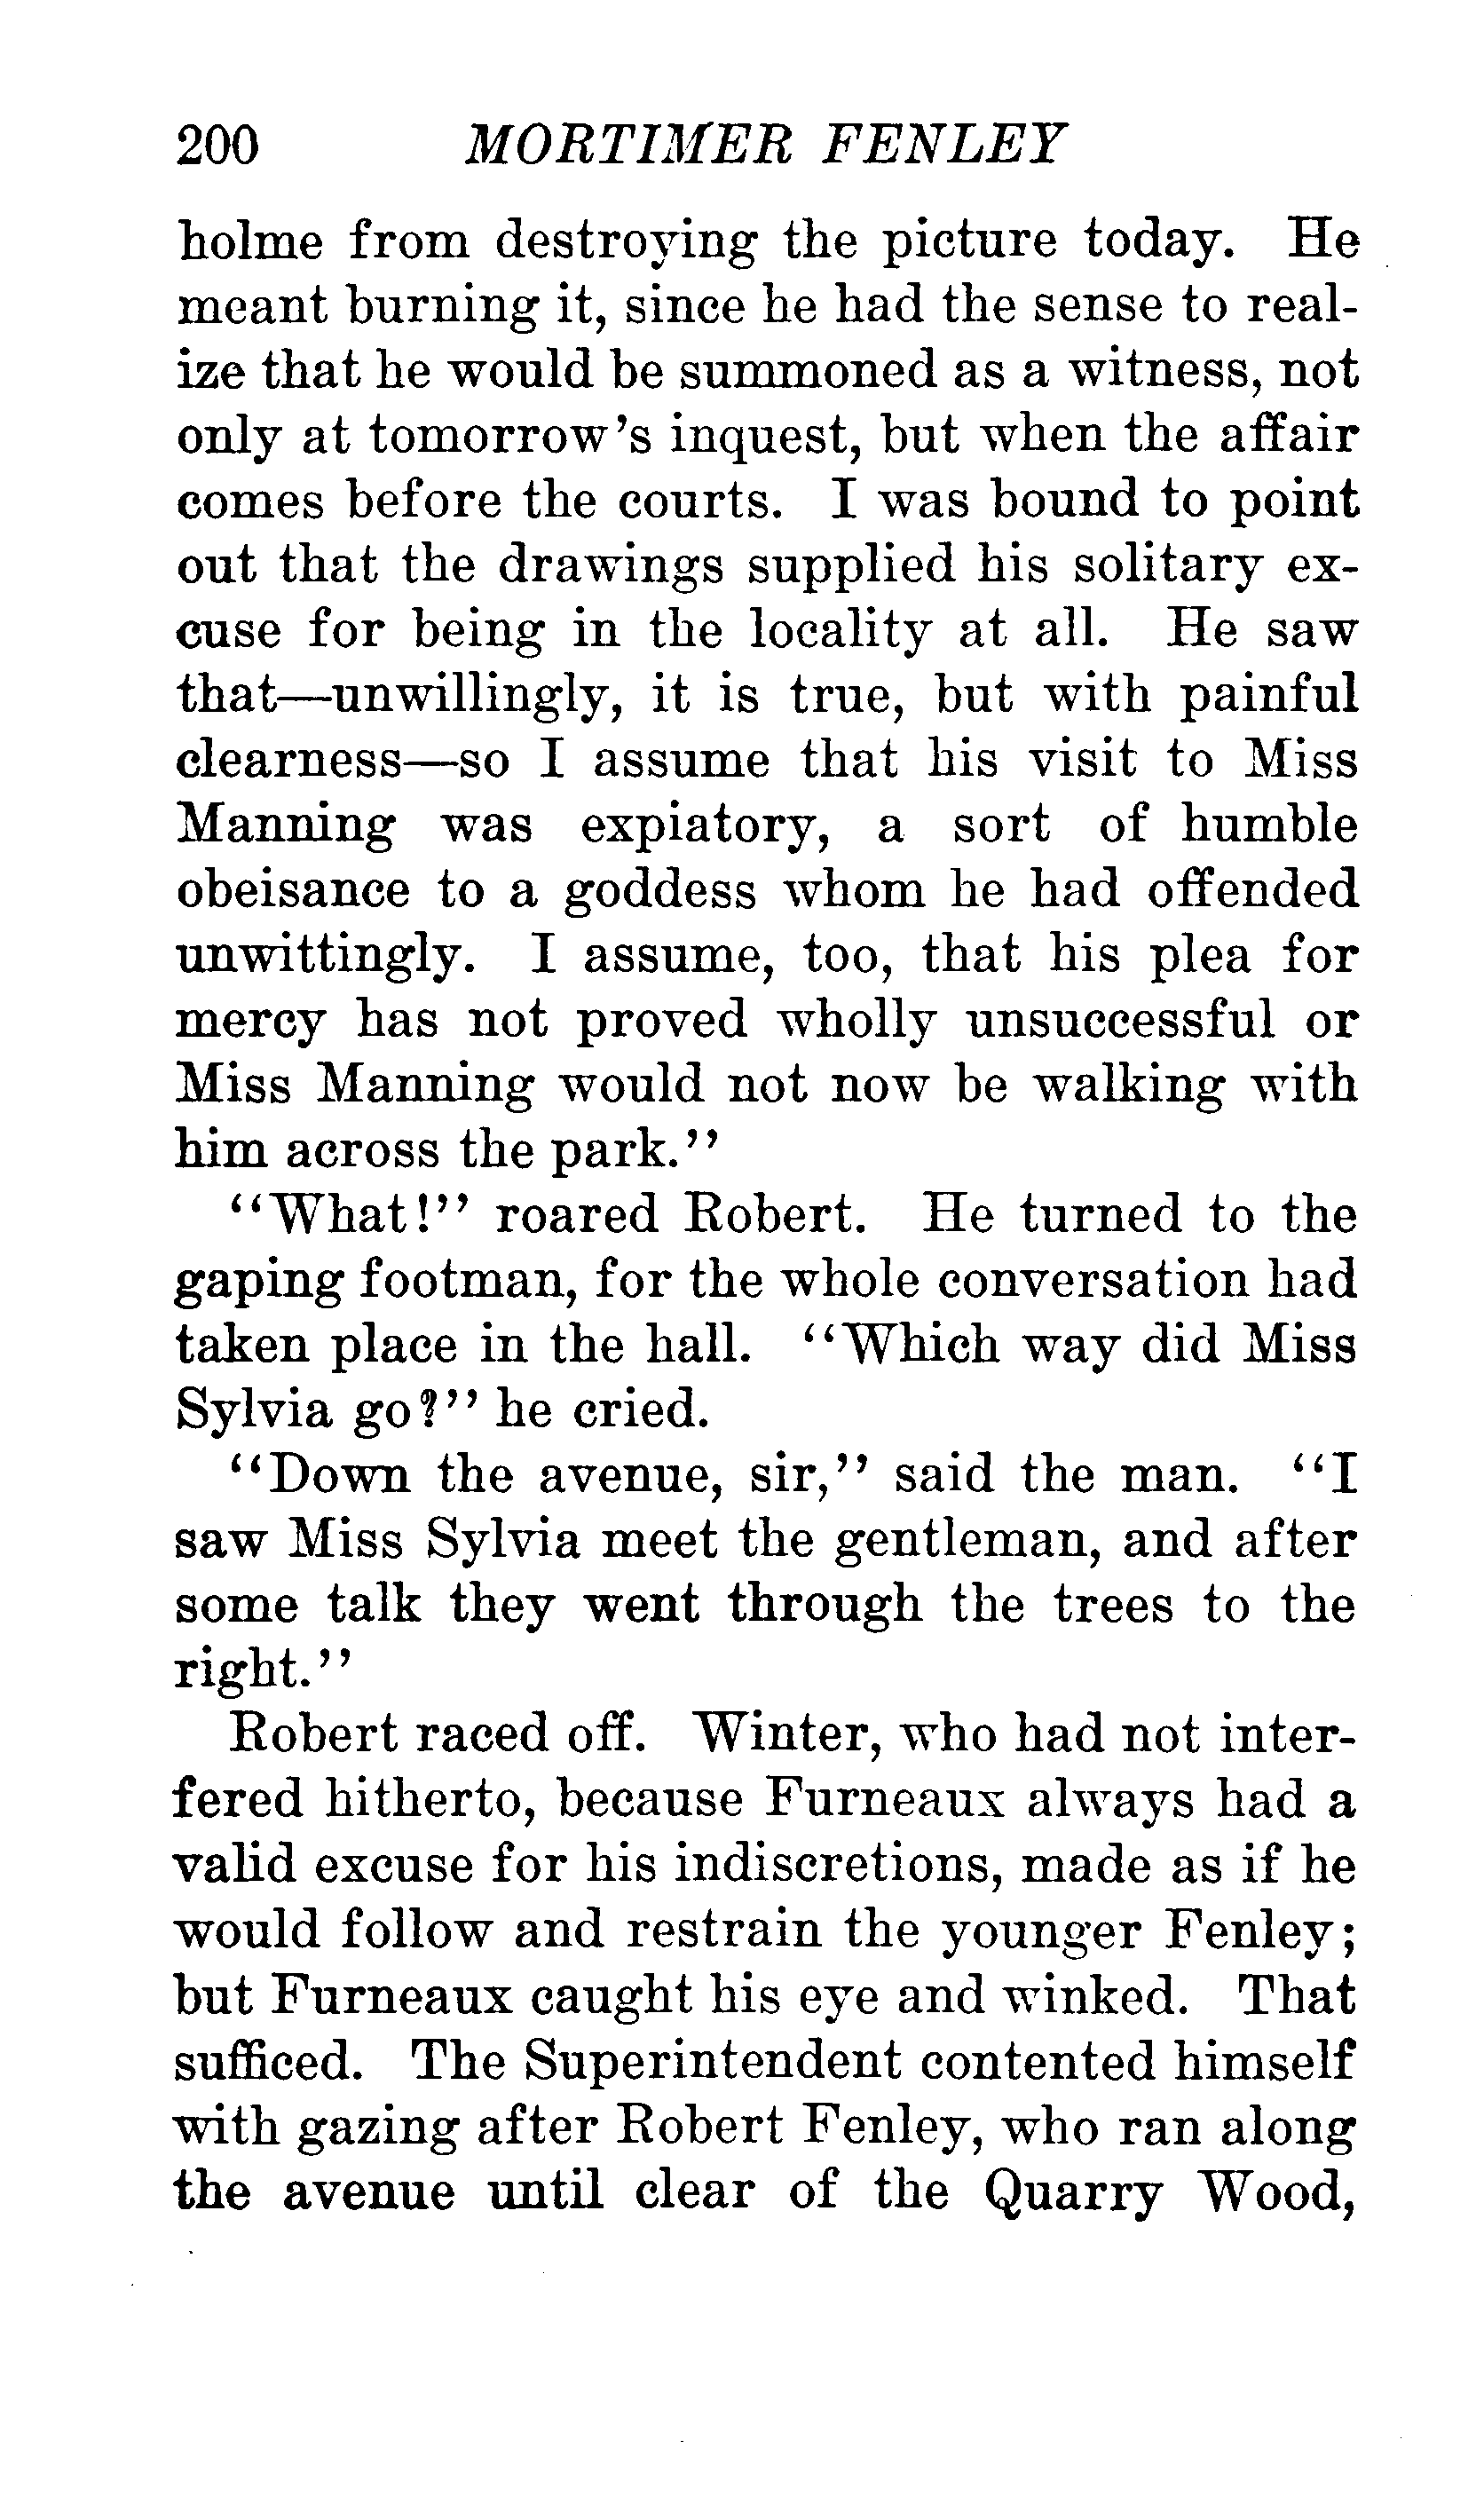 200 MORTIMER FENLEY
holme from destroying the picture today. He
meant burning it, since he had the sense to real-
ize that he would be summoned as a witness, not
only at tomorrow's inquest, but when the affair
comes before the courts. I was bound to point
out that the drawings supplied his solitary ex-
cuse for being in the locality at all. He saw
that—unwillingly, it is true, but with painful
clearness—so I assume that his visit to Miss
Manning was expiatory, a sort of humble
obeisance to a goddess whom he had offended
unwittingly. I assume, too, that his plea for
mercy has not proved wholly unsuccessful or
Miss Manning would not now be walking with
him across the park."
"What!" roared Robert. He turned to the
gaping footman, for the whole conversation had
taken place in the hall. "Which way did Miss
Sylvia go?" he cried.
"Down the avenue, sir," said the man. "I
saw Miss Sylvia meet the gentleman, and after
some talk they went through the trees to the
right."
Robert raced off. Winter, who had not inter-
fered hitherto, because Furneaux always had a
valid excuse for his indiscretions, made as if he
would follow and restrain the younger Fenley;
but Furneaux caught his eye and winked. That
sufficed. The Superintendent contented himself
with gazing after Robert Fenley, who ran along
the avenue until clear of the Quarry Wood,